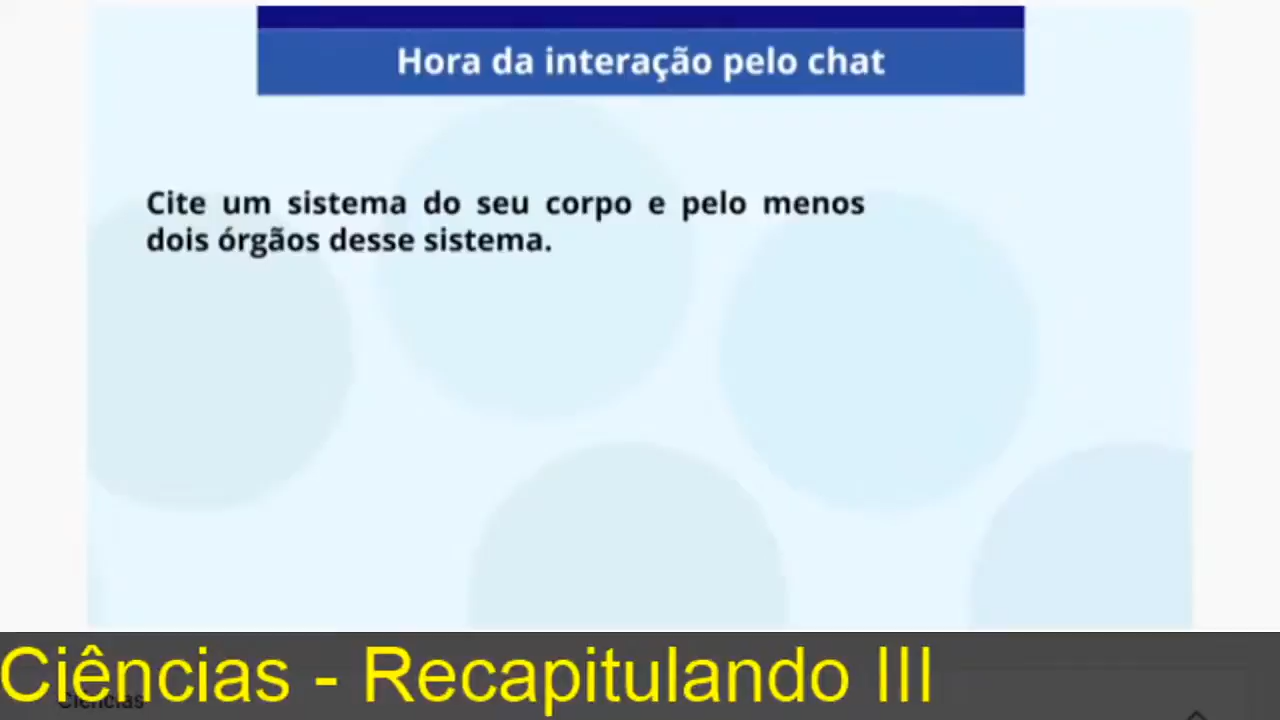 Hora da interação pelo chat
Cite um sistema do seu corpo e pelo menos
dois órgãos desse sistema.
Ciências - Recapitulando III
Ciências